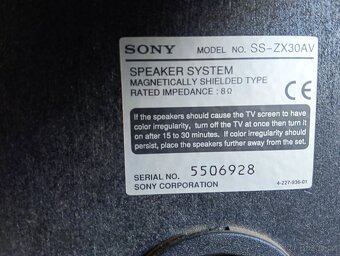 SONY MODEL NO. SS-ZX30AV
SPEAKER SYSTEM
MAGNETICALLY SHIELDED TYPE
RATED IMPEDANCE : 8Ω
CE
If the speakers should cause the TV screen to have
color irregularity, turn off the TV at once then turn it
on after 15 to 30 minutes. If color irregularity should
persist, place the speakers further away from the set.
SERIAL NO. 5506928
SONY CORPORATION 4-227-936-01